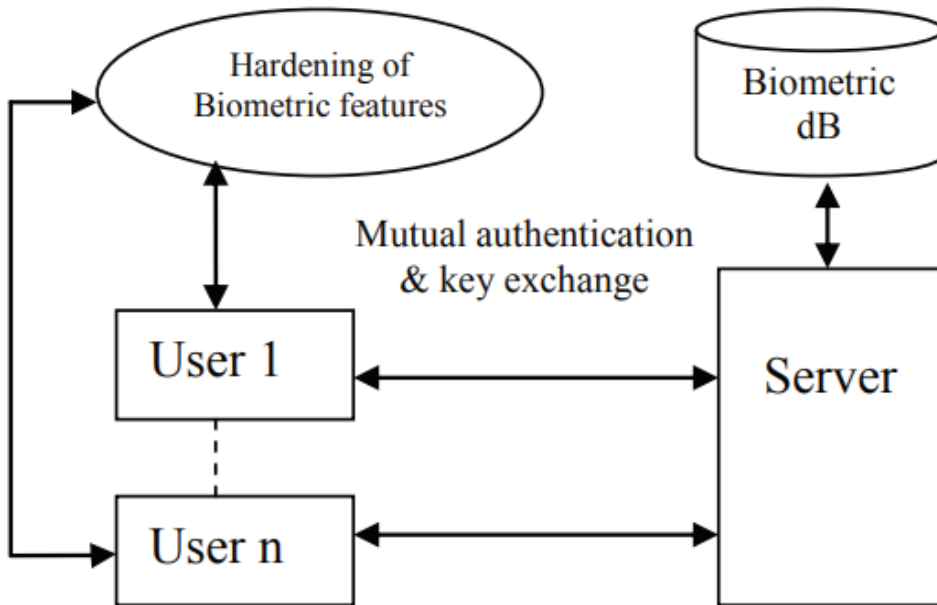 Hardening of
Biometric features
Biometric
dB
Mutual authentication
& key exchange
User 1
Server
User n